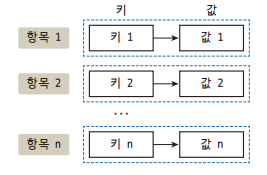 키 값
항목 1 키 1 값 1
항목 2 키 2 값 2
...
항목 n 키 n 값 n